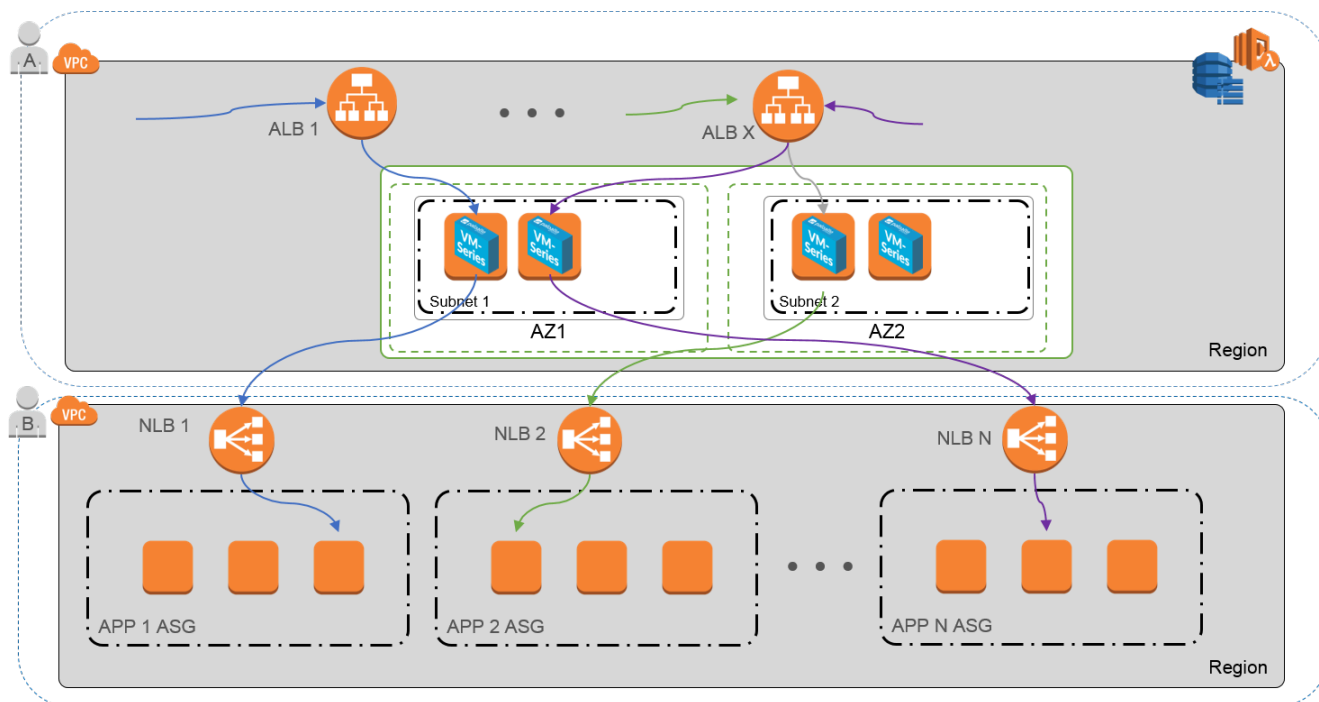 A
VPC
λ
ALB 1
• • •
ALB X
VM-
Series
VM-
Series
VM-
Series
VM-
Series
Subnet 1
Subnet 2
AZ1
AZ2
Region
B
VPC
NLB 1
NLB 2
NLB N
• • •
APP 1 ASG
APP 2 ASG
APP N ASG
Region